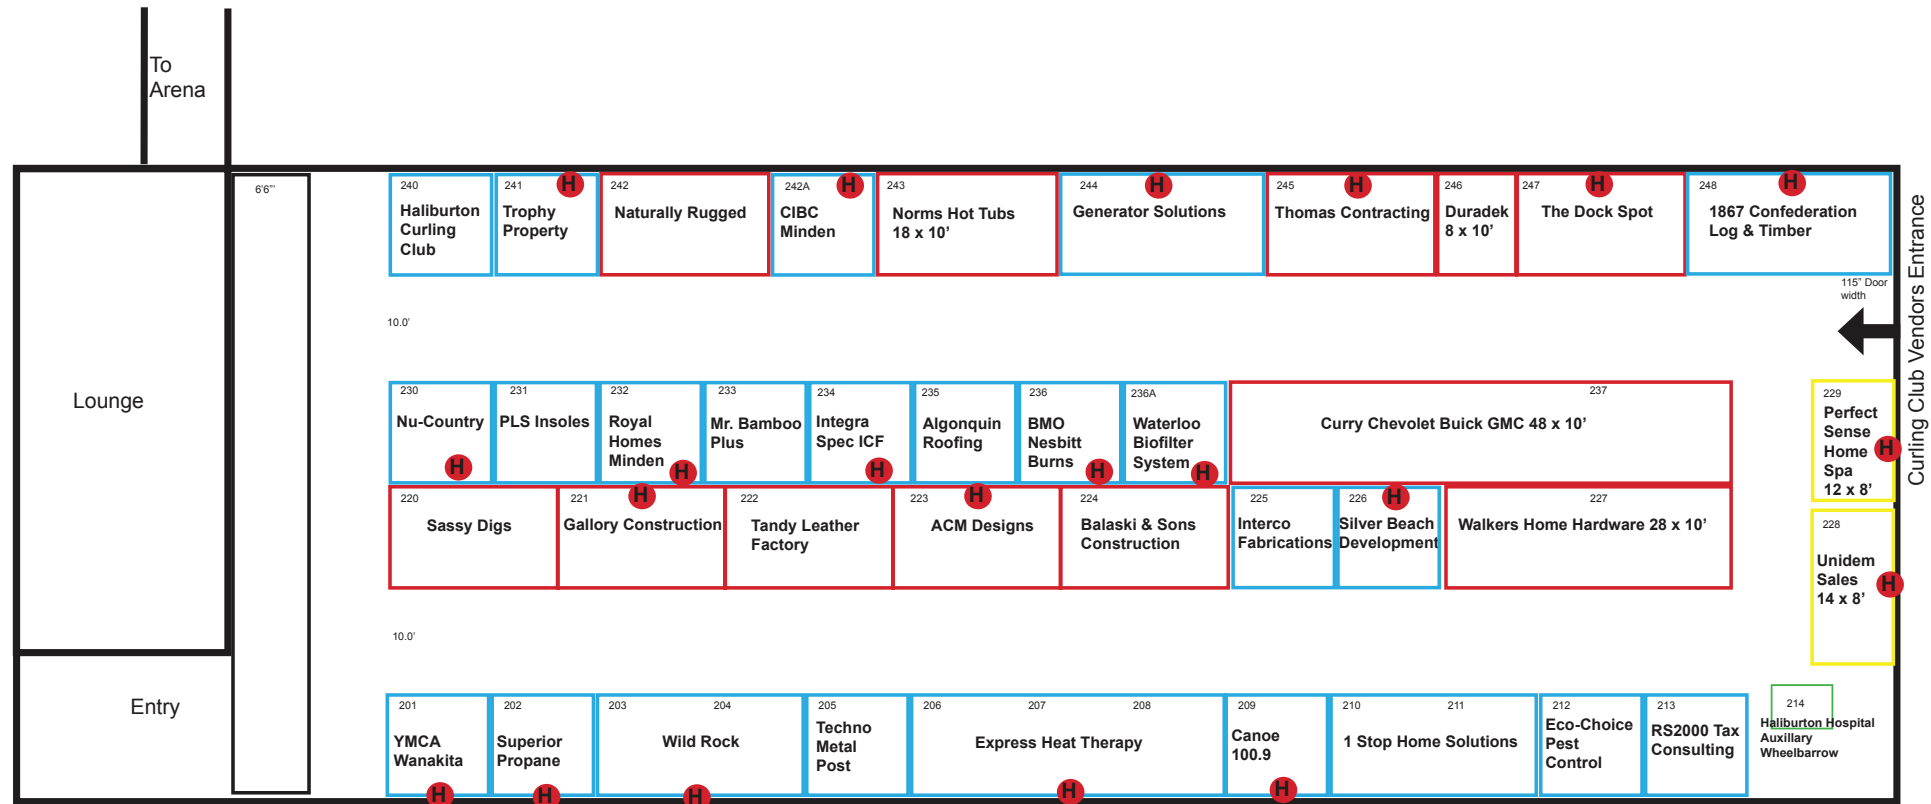 To
Arena
6'6"'
240
Haliburton
Curling
Club
241
H
Trophy
Property
242
Naturally Rugged
242A
H
CIBC
Minden
243
Norms Hot Tubs
18 x 10’
244
H
Generator Solutions
245
H
Thomas Contracting
246
Duradek
8 x 10’
247
H
The Dock Spot
248
H
1867 Confederation
Log & Timber
115” Door
width
Curling Club Vendors Entrance
10.0’
Lounge
230
Nu-Country
H
231
PLS Insoles
232
Royal
Homes
Minden
H
233
Mr. Bamboo
Plus
234
Integra
Spec ICF
H
235
Algonquin
Roofing
236
BMO
Nesbitt
Burns
H
236A
Waterloo
Biofilter
System
H
237
Curry Chevolet Buick GMC 48 x 10’
229
Perfect
Sense
Home
Spa
12 x 8’
H
220
Sassy Digs
221
H
Gallory Construction
222
Tandy Leather
Factory
223
H
ACM Designs
224
Balaski & Sons
Construction
225
Interco
Fabrications
226
H
Silver Beach
Development
227
Walkers Home Hardware 28 x 10’
228
Unidem
Sales
14 x 8’
H
10.0’
Entry
201
YMCA
Wanakita
H
202
Superior
Propane
H
203
204
Wild Rock
H
205
Techno
Metal
Post
206
207
208
Express Heat Therapy
H
209
Canoe
100.9
H
210
211
1 Stop Home Solutions
212
Eco-Choice
Pest
Control
213
RS2000 Tax
Consulting
214
Haliburton Hospital
Auxillary
Wheelbarrow